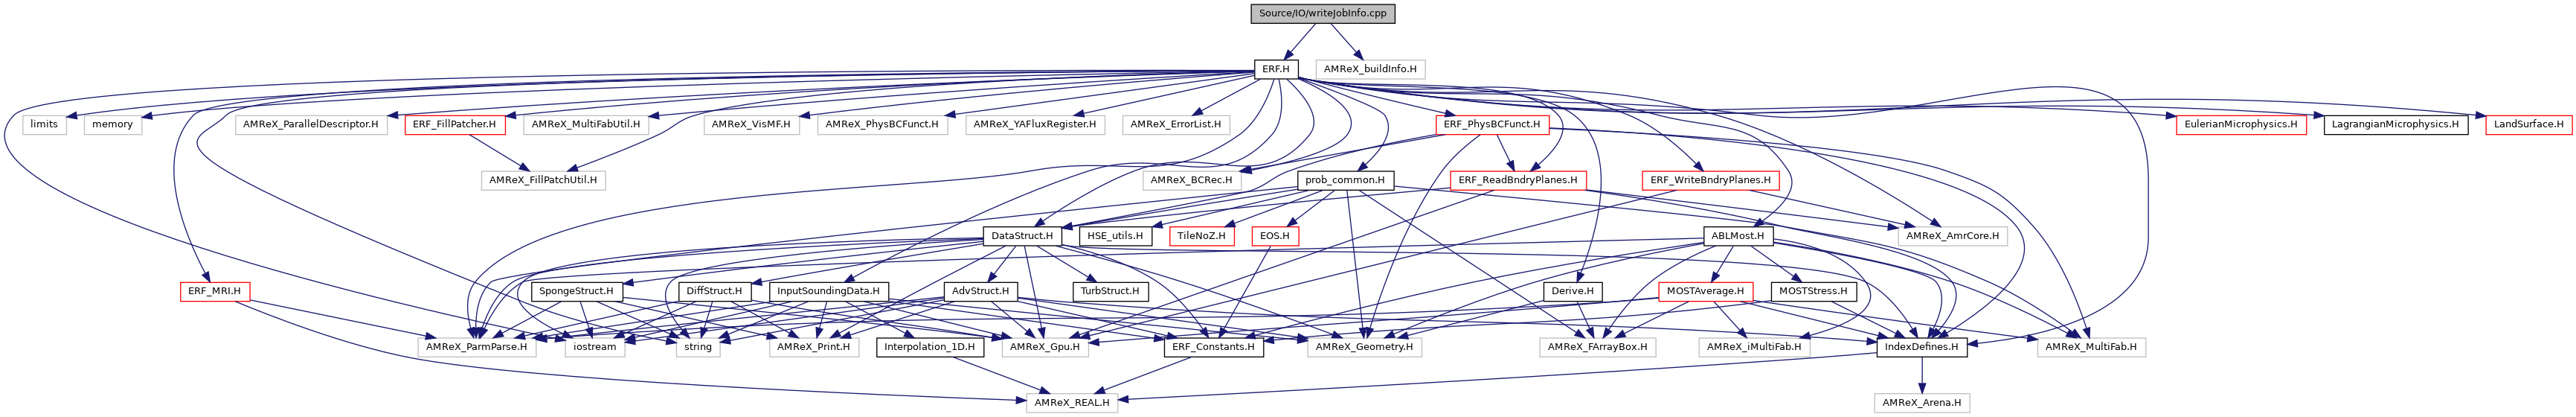 Source/IO/writeJobInfo.cpp
ERF.H
AMReX_buildInfo.H
limits
memory
AMReX_ParallelDescriptor.H
ERF_FillPatcher.H
AMReX_MultiFabUtil.H
AMReX_VisMF.H
AMReX_PhysBCFunct.H
AMReX_YAFluxRegister.H
AMReX_ErrorList.H
ERF_PhysBCFunct.H
EulerianMicrophysics.H
LagrangianMicrophysics.H
LandSurface.H
AMReX_FillPatchUtil.H
AMReX_BCRec.H
prob_common.H
ERF_ReadBndryPlanes.H
ERF_WriteBndryPlanes.H
DataStruct.H
HSE_utils.H
TileNoZ.H
EOS.H
ABLMost.H
AMReX_AmrCore.H
ERF_MRI.H
SpongeStruct.H
DiffStruct.H
InputSoundingData.H
AdvStruct.H
TurbStruct.H
Derive.H
MOSTAverage.H
MOSTStress.H
AMReX_ParmParse.H
iostream
string
AMReX_Print.H
Interpolation_1D.H
AMReX_Gpu.H
ERF_Constants.H
AMReX_Geometry.H
AMReX_FArrayBox.H
AMReX_iMultiFab.H
IndexDefines.H
AMReX_MultiFab.H
AMReX_REAL.H
AMReX_Arena.H